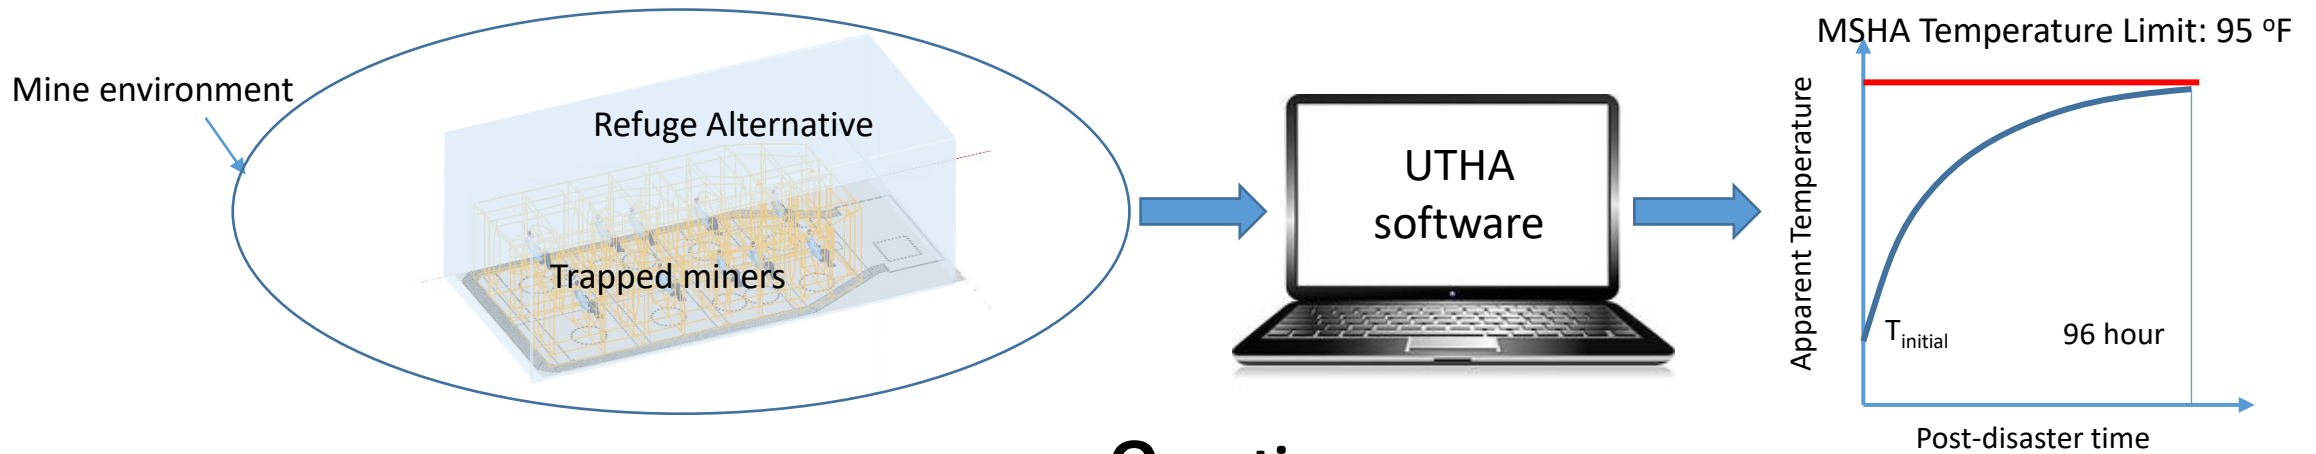 Mine environment
Refuge Alternative
Trapped miners
UTHA
software
MSHA Temperature Limit: 95 ºF
Apparent Temperature
T initial
96 hour
Post-disaster time